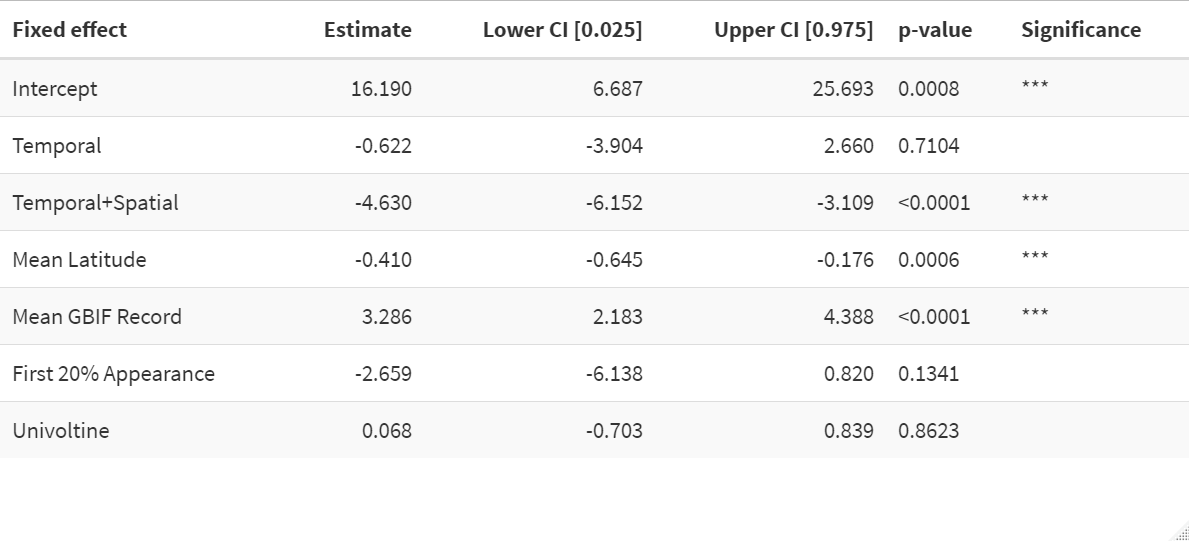 Fixed effect Estimate Lower CI [0.025] Upper CI [0.975] p-value Significance
Intercept 16.190 6.687 25.693 0.0008 ***
Temporal -0.622 -3.904 2.660 0.7104
Temporal+Spatial -4.630 -6.152 -3.109 <0.0001 ***
Mean Latitude -0.410 -0.645 -0.176 0.0006 ***
Mean GBIF Record 3.286 2.183 4.388 <0.0001 ***
First 20% Appearance -2.659 -6.138 0.820 0.1341
Univoltine 0.068 -0.703 0.839 0.8623